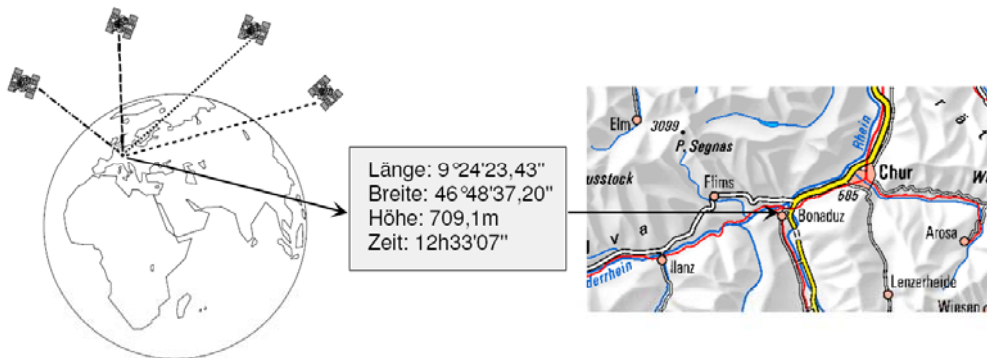 Länge: 9°24'23,43"
Breite: 46°48'37,20"
Höhe: 709,1m
Zeit: 12h33'07"
Elm
3099
P. Segnas
usstock
Flims
Rhein
Chur
585
Bonaduz
Arosa
l v a
Ilanz
derrhein
Lenzerheide
Wiesen
r
ä
t
W